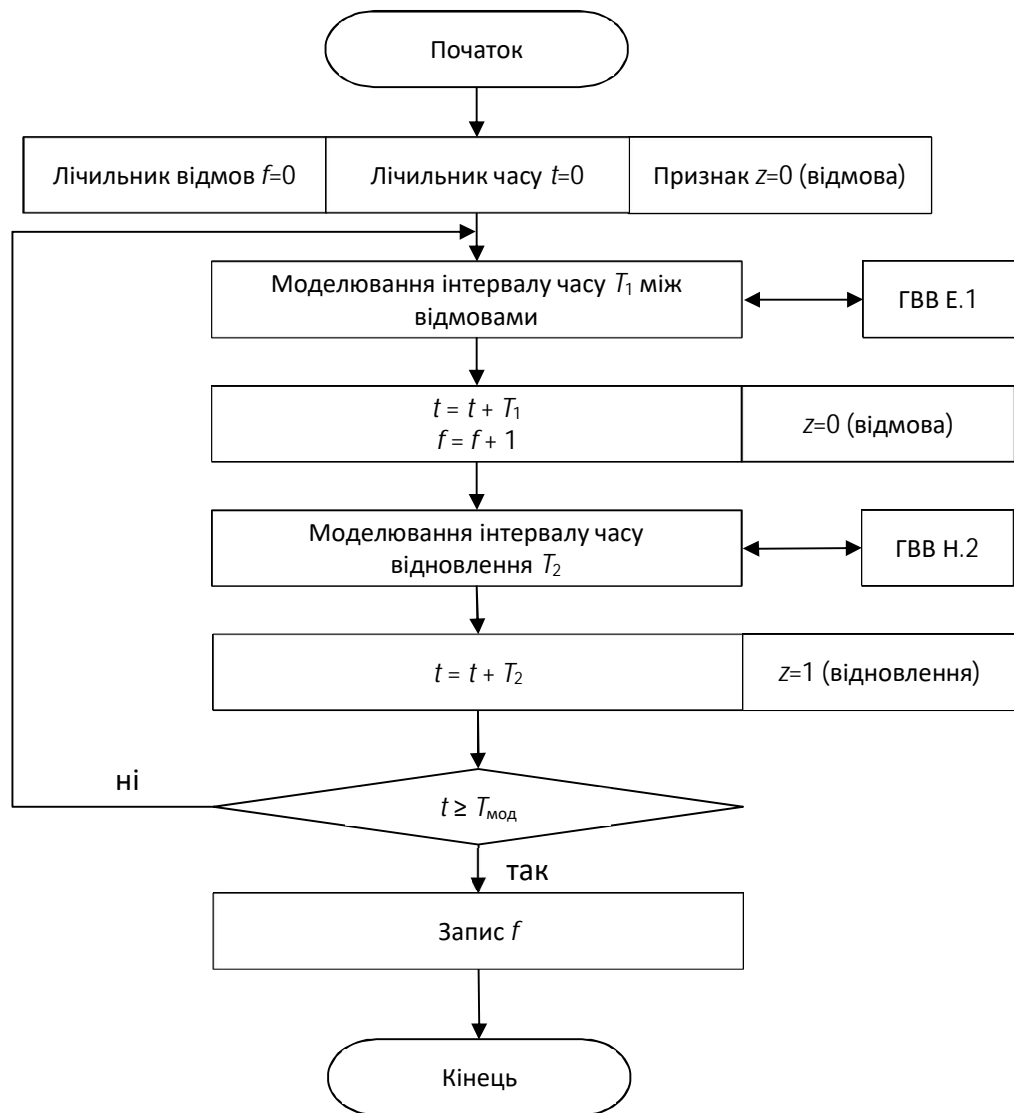 Початок
Лічильник відмов f=0
Лічильник часу t=0
Признак z=0 (відмова)
Моделювання інтервалу часу T₁ між
відмовами
ГВВ Е.1
t = t + T₁
f = f + 1
z=0 (відмова)
Моделювання інтервалу часу
відновлення T₂
ГВВ Н.2
t = t + T₂
z=1 (відновлення)
ні
t ≥ Tмод
так
Запис f
Кінець